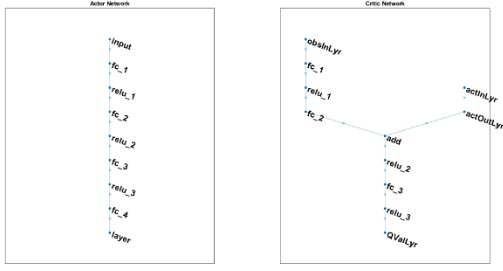 Actor Network
input
fc_1
relu_1
fc_2
relu_2
fc_3
relu_3
fc_4
layer
Critic Network
obsInLyr
fc_1
relu_1
fc_2
actInLyr
actOutLyr
add
relu_2
fc_3
relu_3
QValLyr